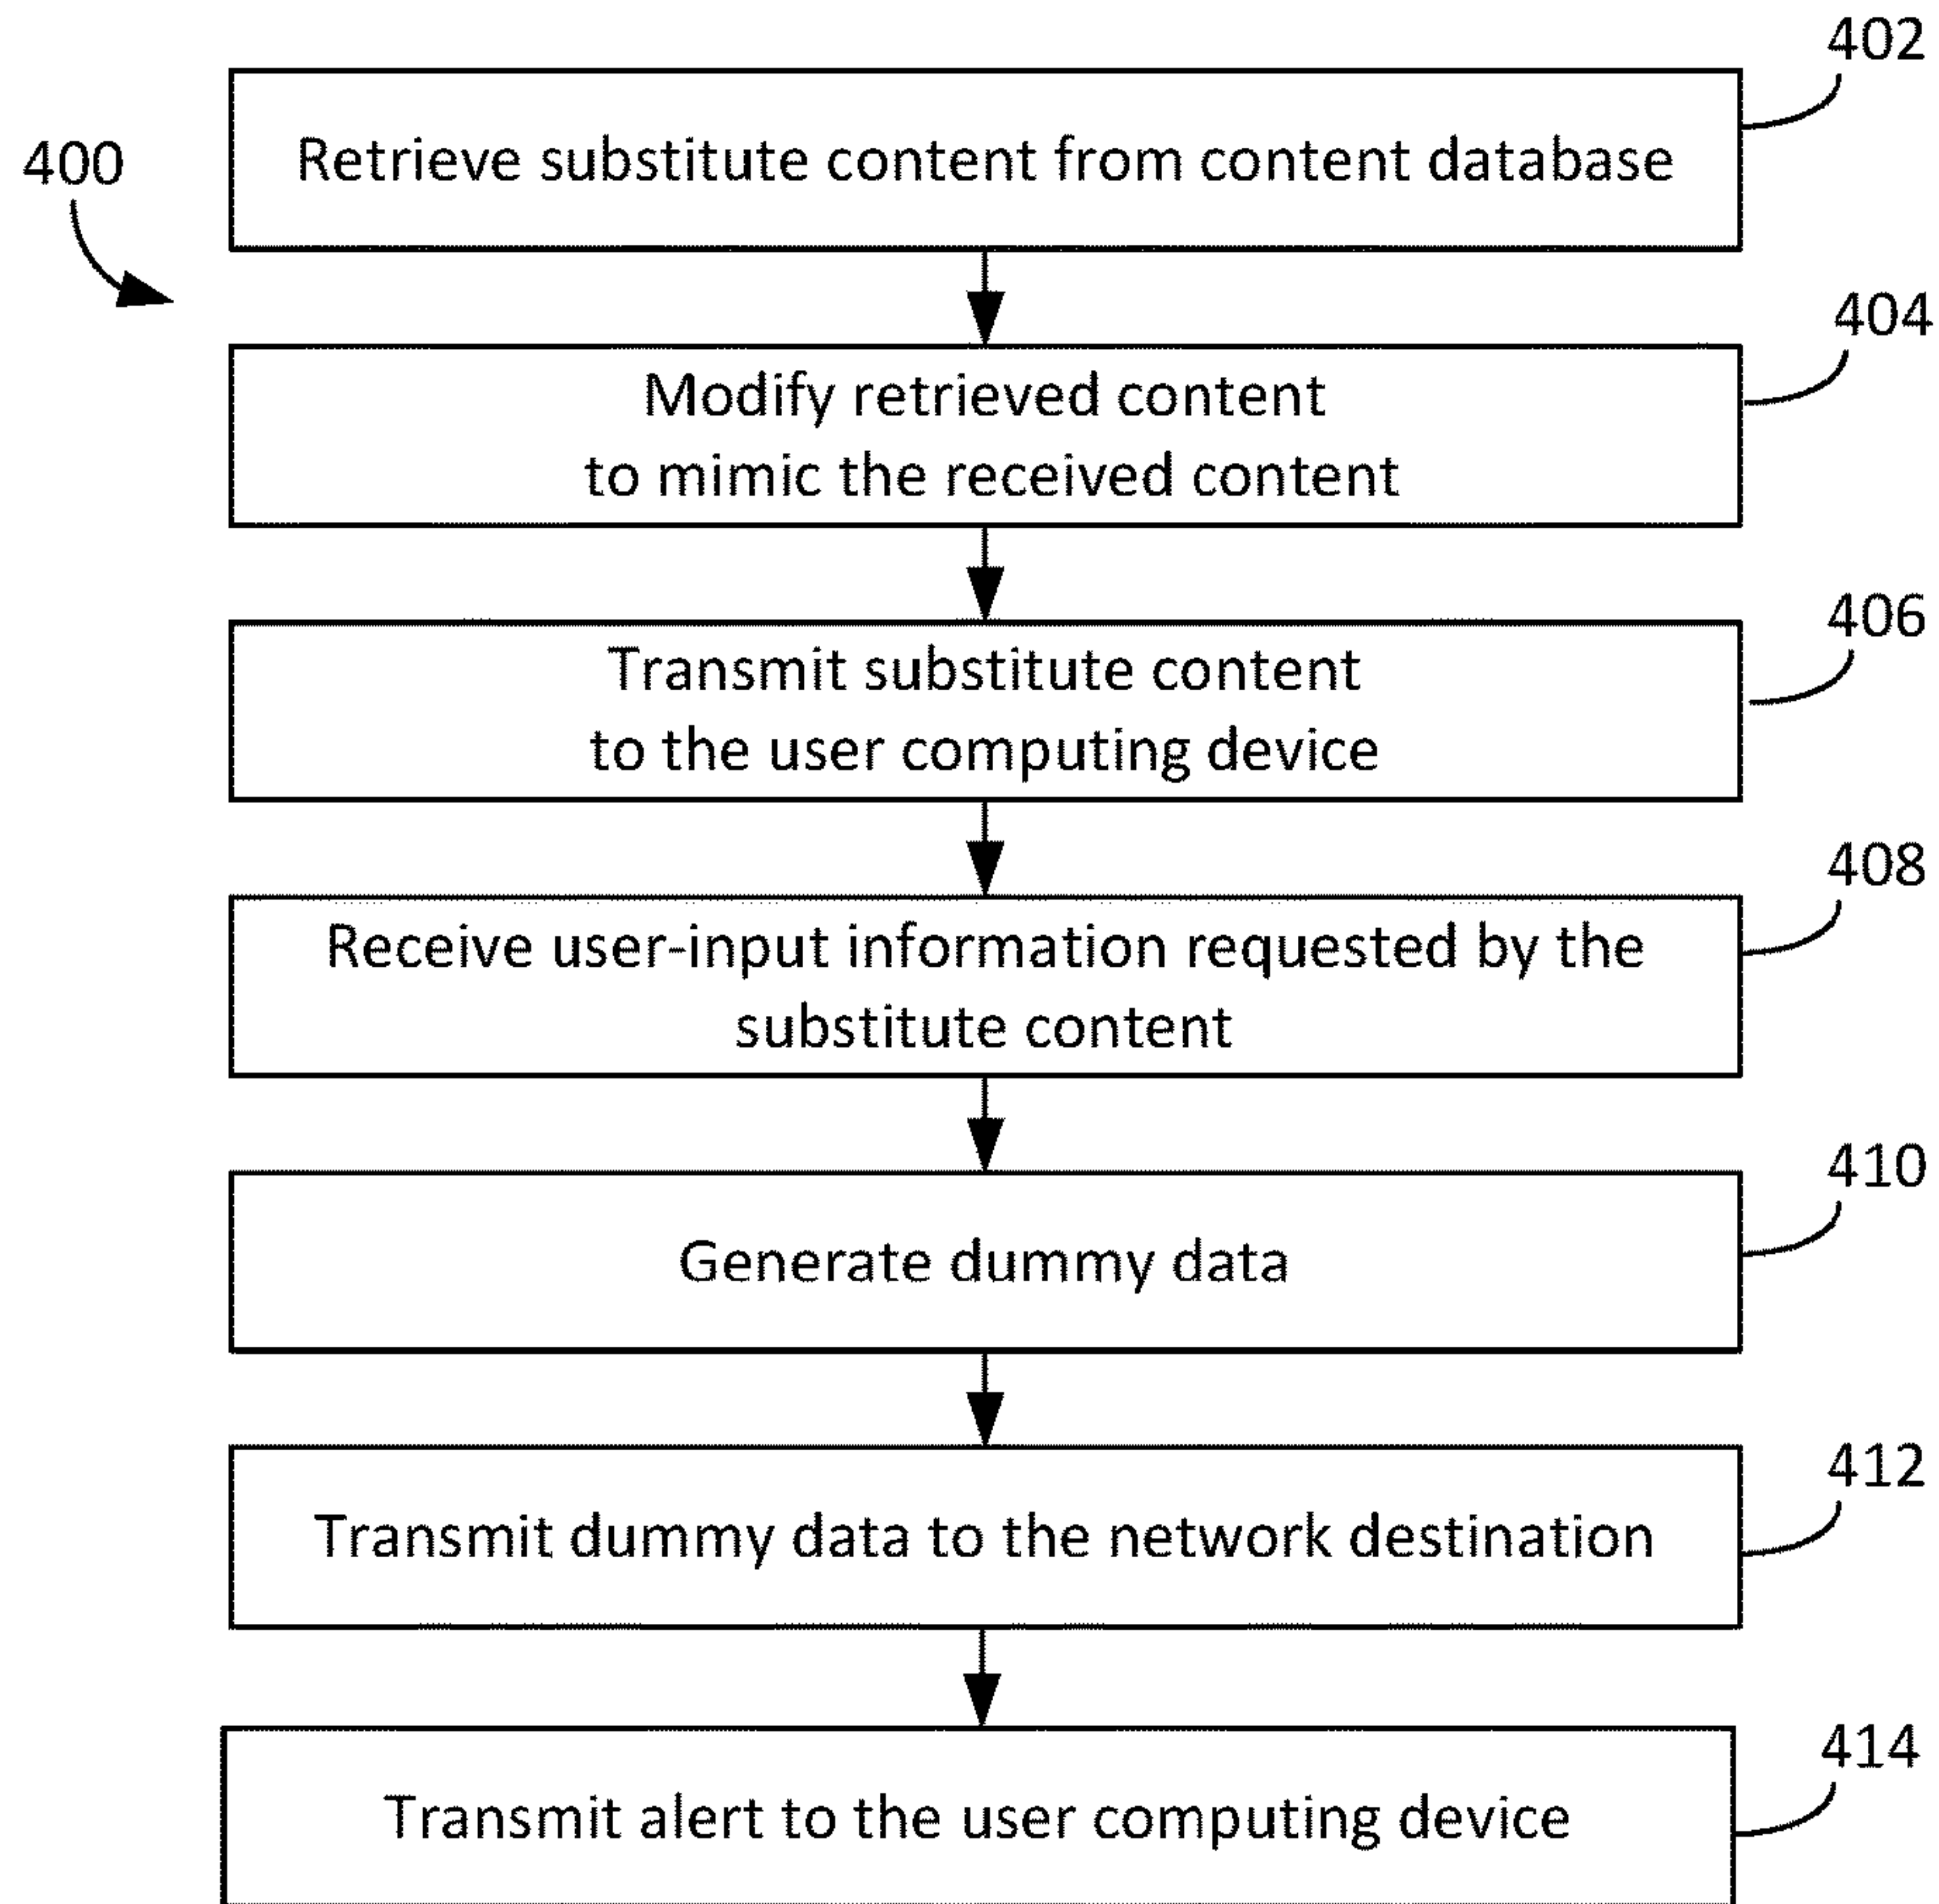 402
400
Retrieve substitute content from content database
404
Modify retrieved content
to mimic the received content
406
Transmit substitute content
to the user computing device
408
Receive user-input information requested by the
substitute content
410
Generate dummy data
412
Transmit dummy data to the network destination
414
Transmit alert to the user computing device